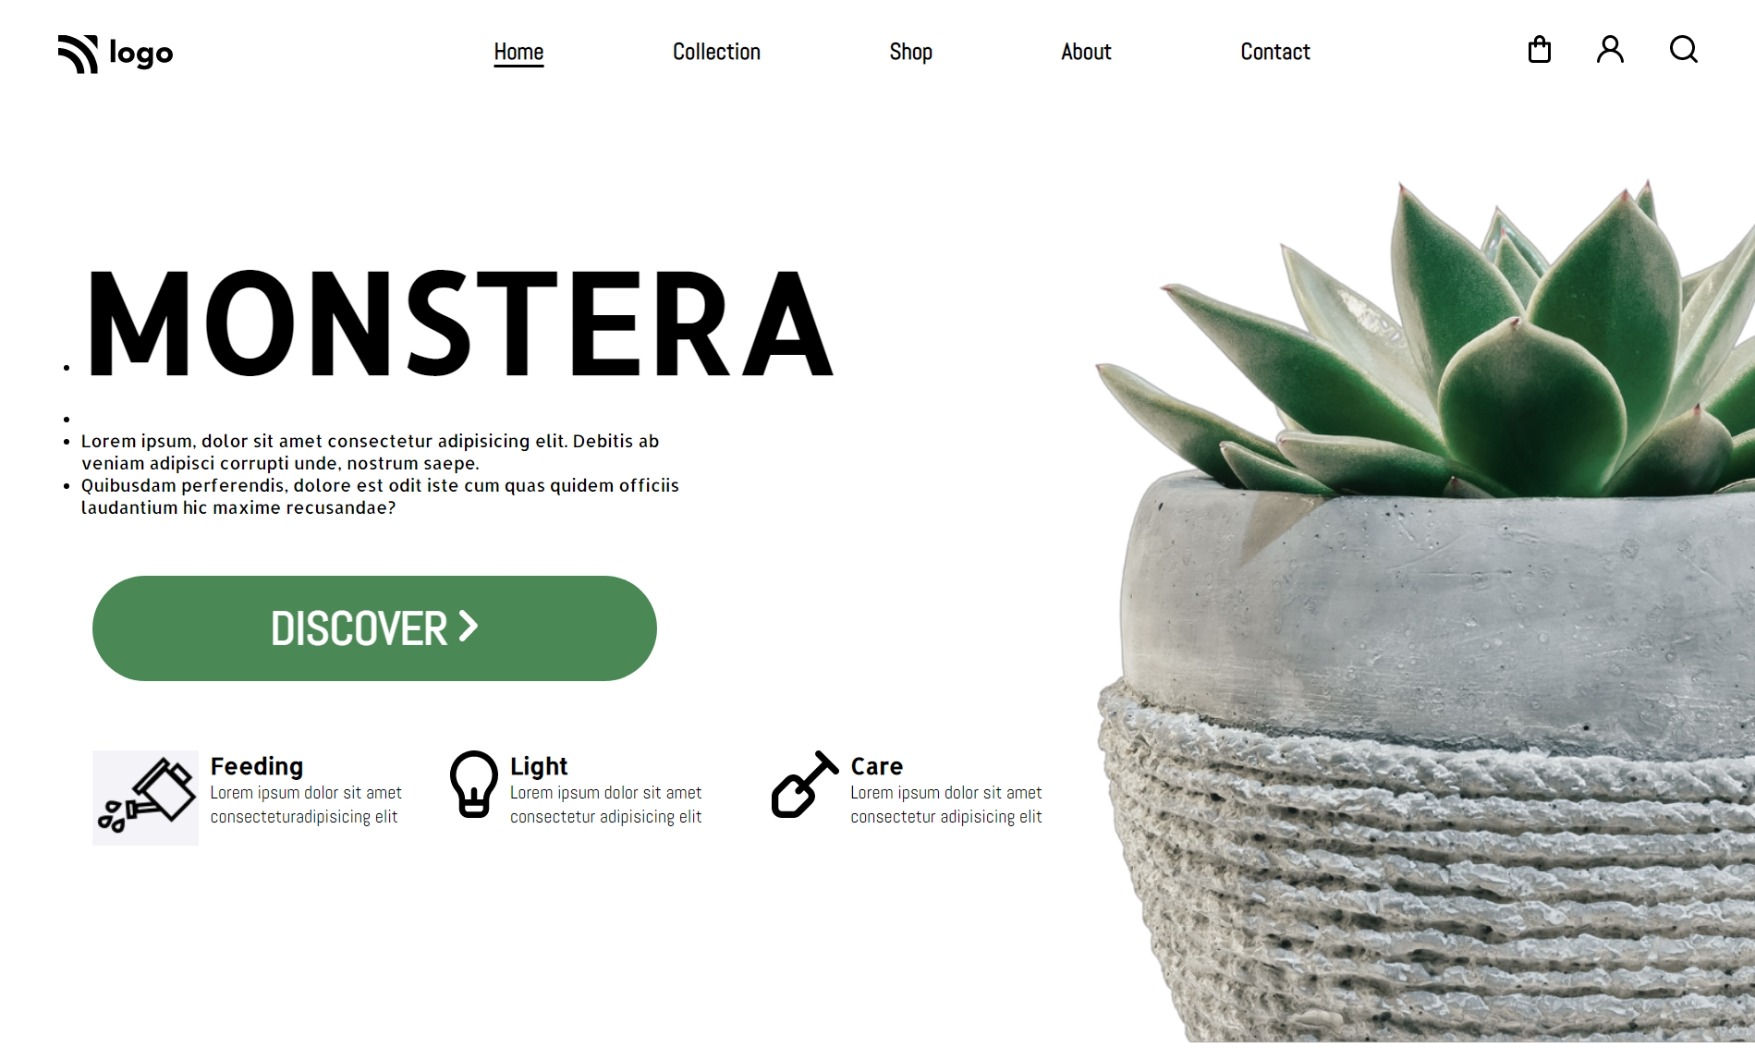 logo
Home
Collection
Shop
About
Contact
MONSTERA
Lorem ipsum, dolor sit amet consectetur adipisicing elit. Debitis ab
veniam adipisci corrupti unde, nostrum saepe.
Quibusdam perferendis, dolore est odit iste cum quas quidem officiis
laudantium hic maxime recusandae?
DISCOVER
Feeding
Lorem ipsum dolor sit amet
consecteturadipisicing elit
Light
Lorem ipsum dolor sit amet
consectetur adipisicing elit
Care
Lorem ipsum dolor sit amet
consectetur adipisicing elit